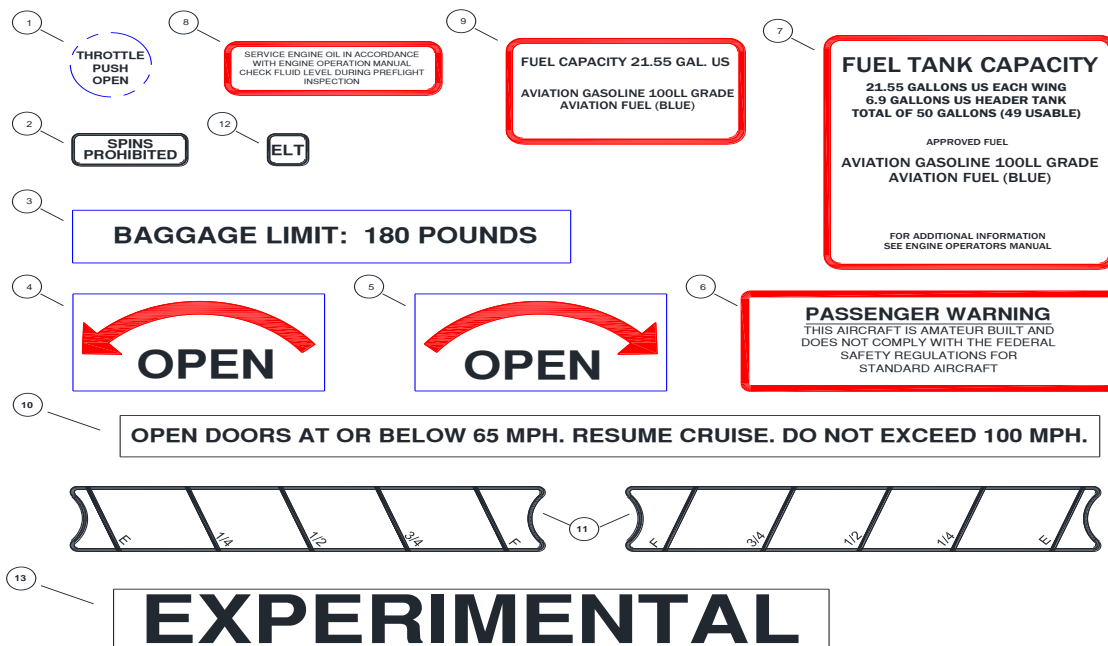 1
THROTTLE
PUSH
OPEN
8
SERVICE ENGINE OIL IN ACCORDANCE
WITH ENGINE OPERATION MANUAL
CHECK FLUID LEVEL DURING PREFLIGHT
INSPECTION
9
FUEL CAPACITY 21.55 GAL. US
AVIATION GASOLINE 100LL GRADE
AVIATION FUEL (BLUE)
7
FUEL TANK CAPACITY
21.55 GALLONS US EACH WING
6.9 GALLONS US HEADER TANK
TOTAL OF 50 GALLONS (49 USABLE)
APPROVED FUEL
AVIATION GASOLINE 100LL GRADE
AVIATION FUEL (BLUE)
FOR ADDITIONAL INFORMATION
SEE ENGINE OPERATORS MANUAL
2
SPINS
PROHIBITED
12
ELT
3
BAGGAGE LIMIT: 180 POUNDS
4
OPEN
5
OPEN
6
PASSENGER WARNING
THIS AIRCRAFT IS AMATEUR BUILT AND
DOES NOT COMPLY WITH THE FEDERAL
SAFETY REGULATIONS FOR
STANDARD AIRCRAFT
10
OPEN DOORS AT OR BELOW 65 MPH. RESUME CRUISE. DO NOT EXCEED 100 MPH.
E 1/4 1/2 3/4 F
11
F 3/4 1/2 1/4 E
13
EXPERIMENTAL